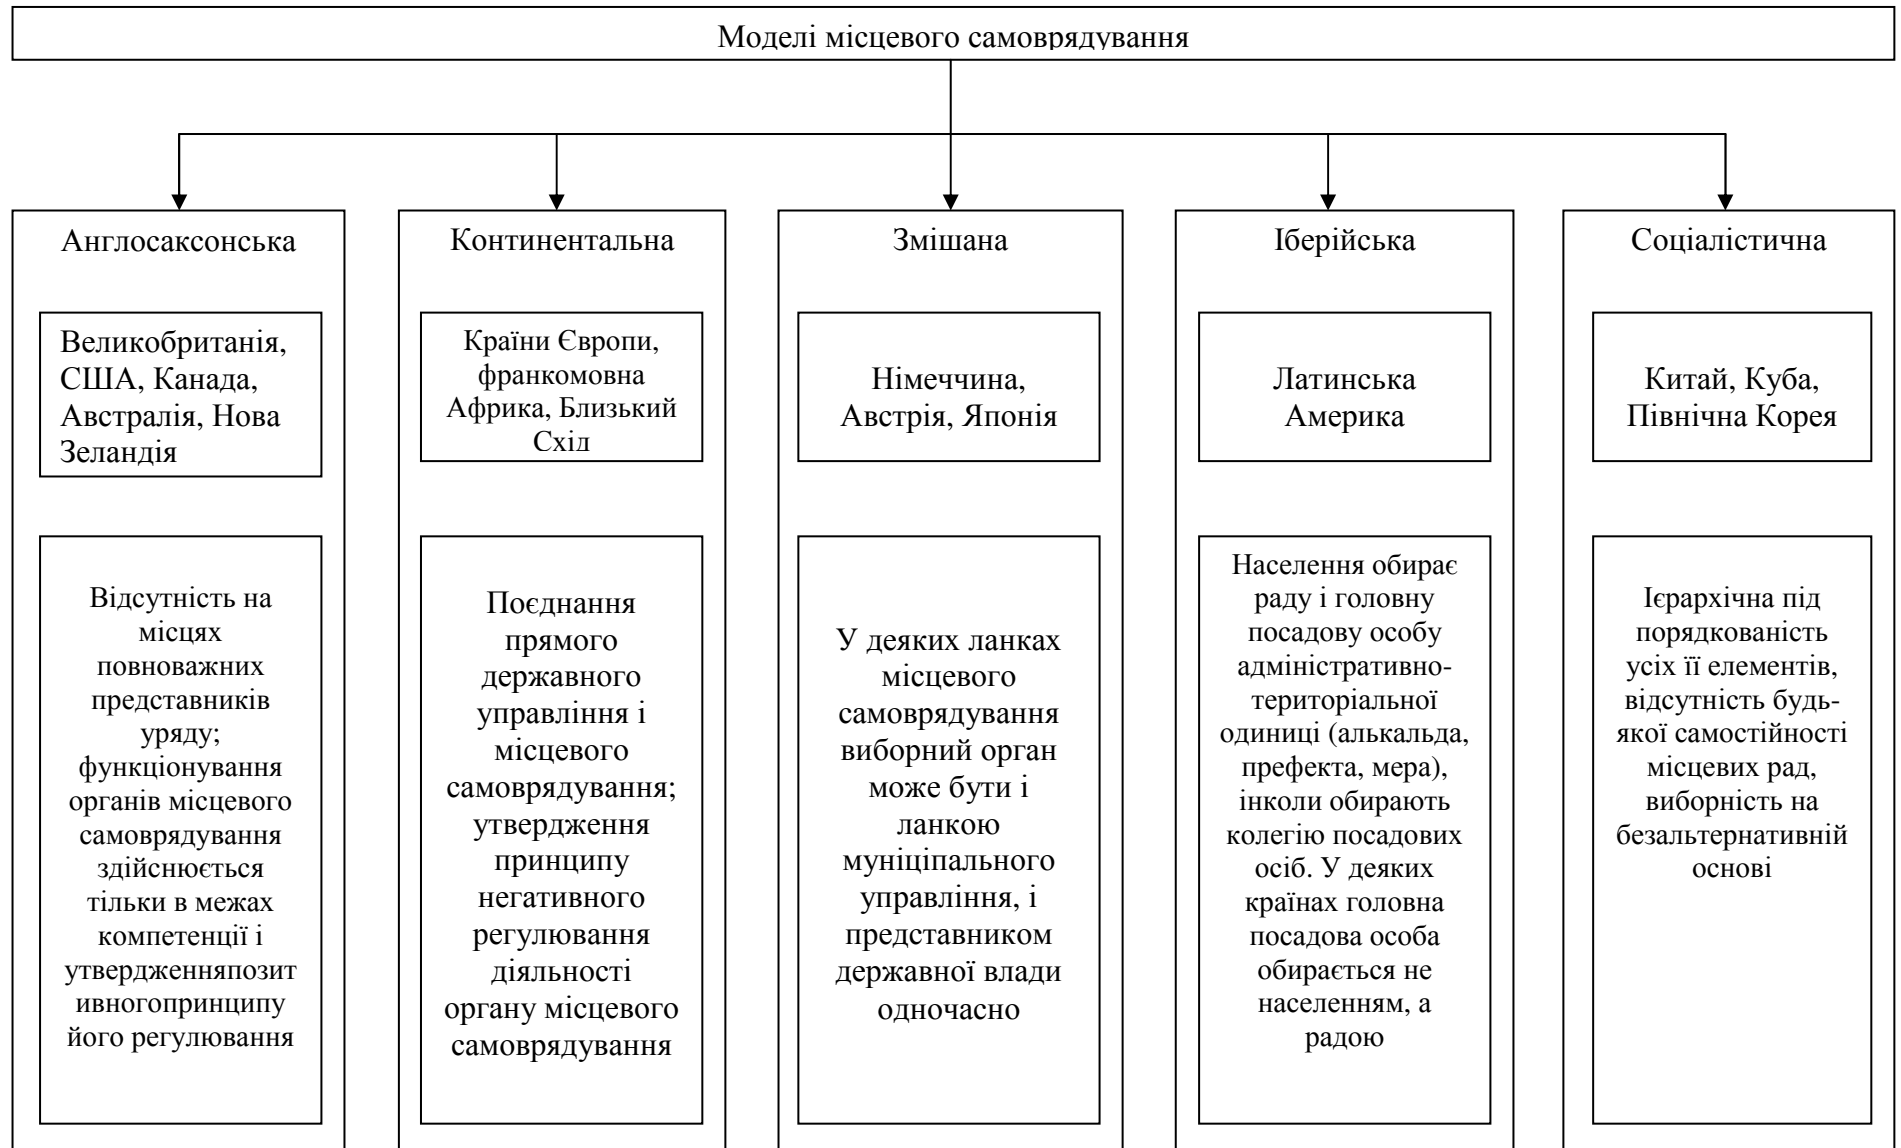 Моделі місцевого самоврядування
Англосаксонська
Великобританія,
США, Канада,
Австралія, Нова
Зеландія
Відсутність на
місцях
повноважних
представників
уряду;
функціонування
органів місцевого
самоврядування
здійснюється
тільки в межах
компетенції і
утвердженняпозит
ивногопринципу
його регулювання
Континентальна
Країни Європи,
франкомовна
Африка, Близький
Схід
Поєднання
прямого
державного
управління і
місцевого
самоврядування;
утвердження
принципу
негативного
регулювання
діяльності
органу місцевого
самоврядування
Змішана
Німеччина,
Австрія, Японія
У деяких ланках
місцевого
самоврядування
виборний орган
може бути і
ланкою
муніціпального
управління, і
представником
державної влади
одночасно
Іберійська
Латинська
Америка
Населення обирає
раду і головну
посадову особу
адміністративно-
територіальної
одиниці (алькальда,
префекта, мера),
інколи обирають
колегію посадових
осіб. У деяких
країнах головна
посадова особа
обирається не
населенням, а
радою
Соціалістична
Китай, Куба,
Північна Корея
Ієрархічна під
порядкованість
усіх її елементів,
відсутність будь-
якої самостійності
місцевих рад,
виборність на
безальтернативній
основі